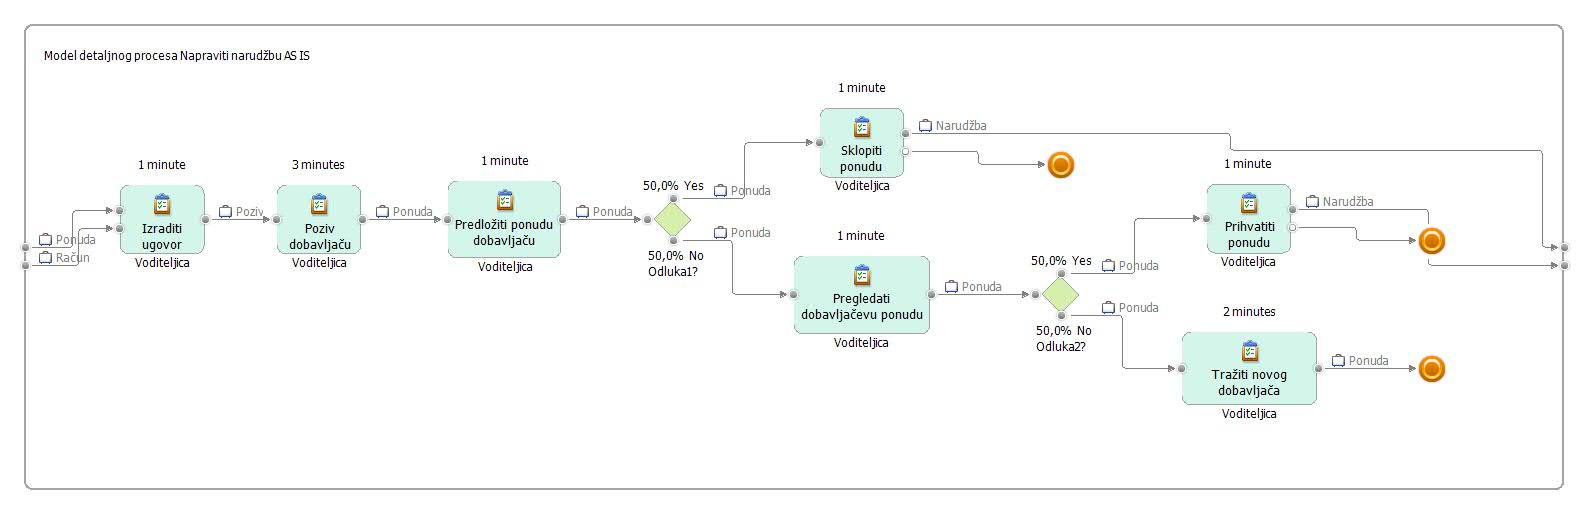 Model detaljnog procesa Napraviti narudžbu AS IS
Ponuda
Račun
1 minute
Izraditi
ugovor
Voditeljica
Poziv
3 minutes
Poziv
dobavljaču
Voditeljica
Ponuda
1 minute
Predložiti ponudu
dobavljaču
Voditeljica
Ponuda
50,0% Yes
50,0% No
Odluka1?
Ponuda
Ponuda
1 minute
Sklopiti
ponudu
Voditeljica
Narudžba
1 minute
Pregledati
dobavljačevu ponudu
Voditeljica
Ponuda
50,0% Yes
50,0% No
Odluka2?
Ponuda
Ponuda
1 minute
Prihvatiti
ponudu
Voditeljica
Narudžba
2 minutes
Tražiti novog
dobavljača
Voditeljica
Ponuda